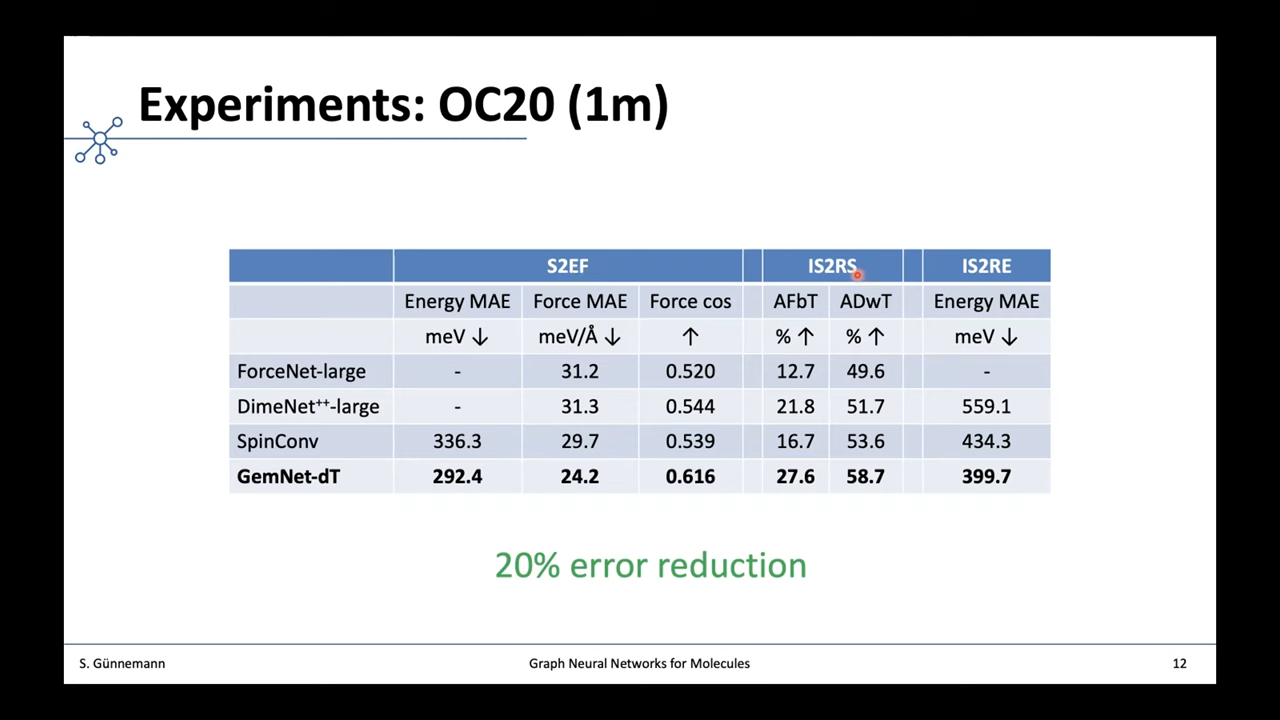 Experiments: OC20 (1m)
S2EF IS2RS IS2RE
Energy MAE Force MAE Force cos AFbT ADwT Energy MAE
meV ↓ meV/Å ↓ ↑ % ↑ % ↑ meV ↓
ForceNet-large - 31.2 0.520 12.7 49.6 -
DimeNet⁺⁺-large - 31.3 0.544 21.8 51.7 559.1
SpinConv 336.3 29.7 0.539 16.7 53.6 434.3
GemNet-dT 292.4 24.2 0.616 27.6 58.7 399.7
20% error reduction
S. Günnemann Graph Neural Networks for Molecules 12